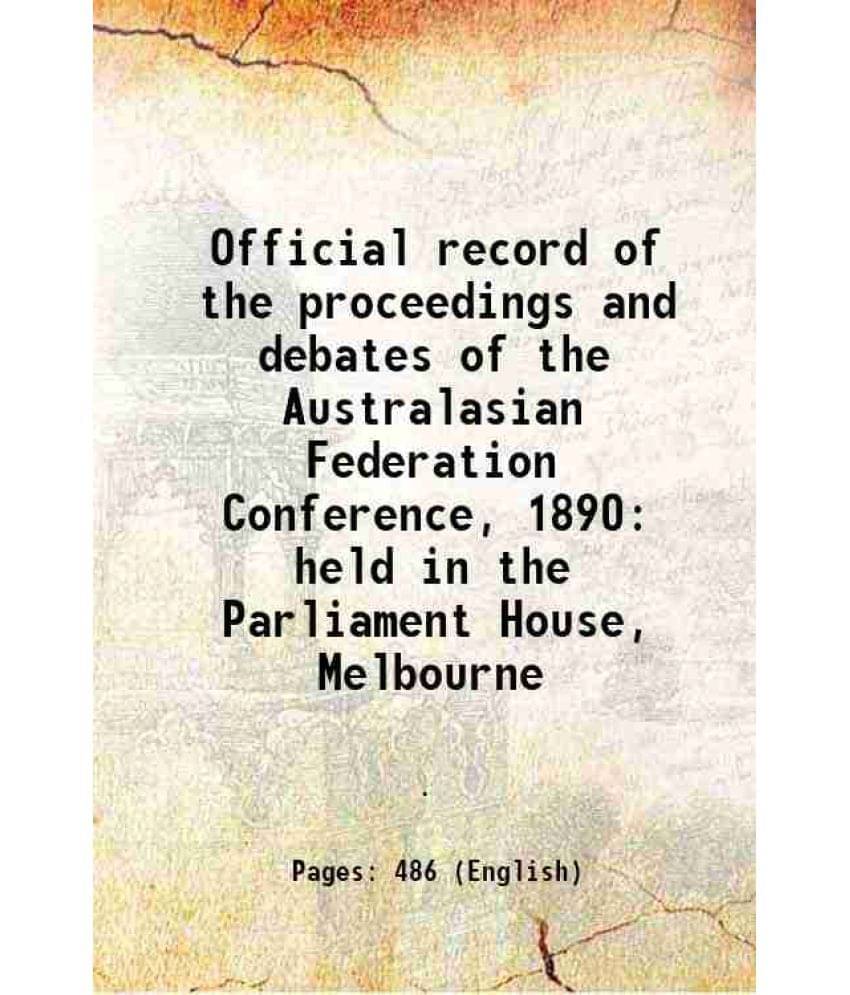 Official record of
the proceedings and
debates of the
Australasian
Federation
Conference, 1890:
held in the
Parliament House,
Melbourne
.
Pages: 486 (English)